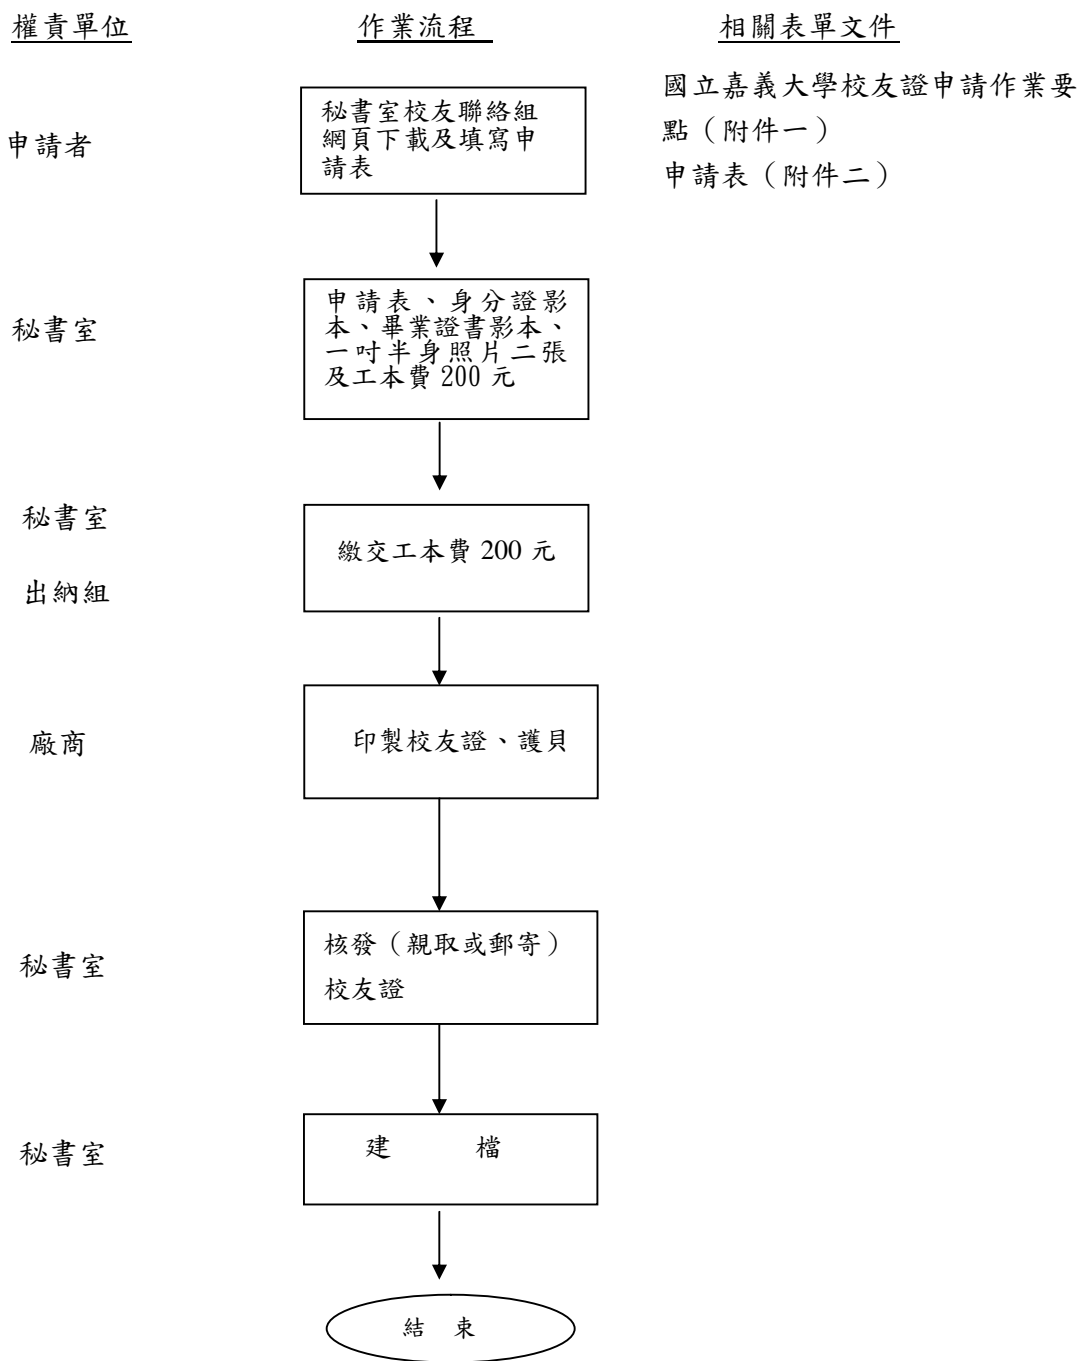 權責單位
作業流程
相關表單文件
申請者
秘書室校友聯絡組
網頁下載及填寫申
請表
國立嘉義大學校友證申請作業要
點（附件一）
申請表（附件二）
秘書室
申請表、身分證影
本、畢業證書影本、
一吋半身照片二張
及工本費 200 元
秘書室
出納組
繳交工本費 200 元
廠商
印製校友證、護貝
秘書室
核發（親取或郵寄）
校友證
秘書室
建 檔
結 束